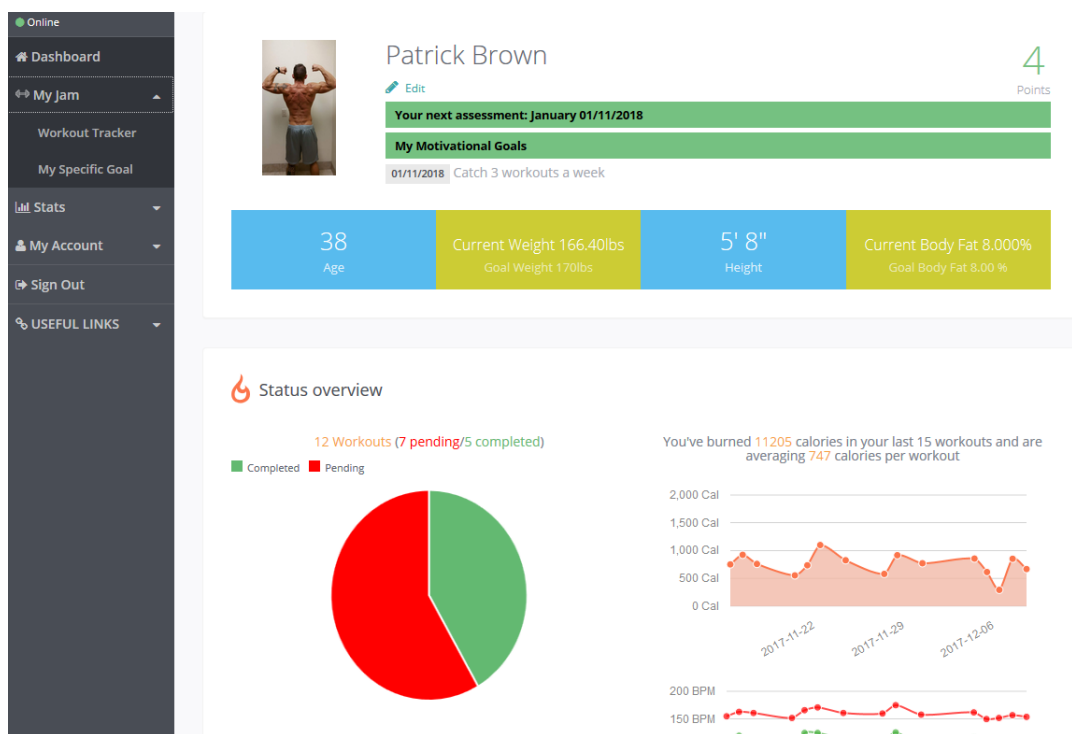 Online
Dashboard
My Jam
Workout Tracker
My Specific Goal
Stats
My Account
Sign Out
USEFUL LINKS
Patrick Brown
Edit
4
Points
Your next assessment: January 01/11/2018
My Motivational Goals
01/11/2018 Catch 3 workouts a week
38
Age
Current Weight 166.40lbs
Goal Weight 170lbs
5' 8"
Height
Current Body Fat 8.000%
Goal Body Fat 8.00 %
Status overview
12 Workouts (7 pending/5 completed)
Completed Pending
You've burned 11205 calories in your last 15 workouts and are
averaging 747 calories per workout
2,000 Cal
1,500 Cal
1,000 Cal
500 Cal
0 Cal
2017-11-22 2017-11-29 2017-12-06
200 BPM
150 BPM